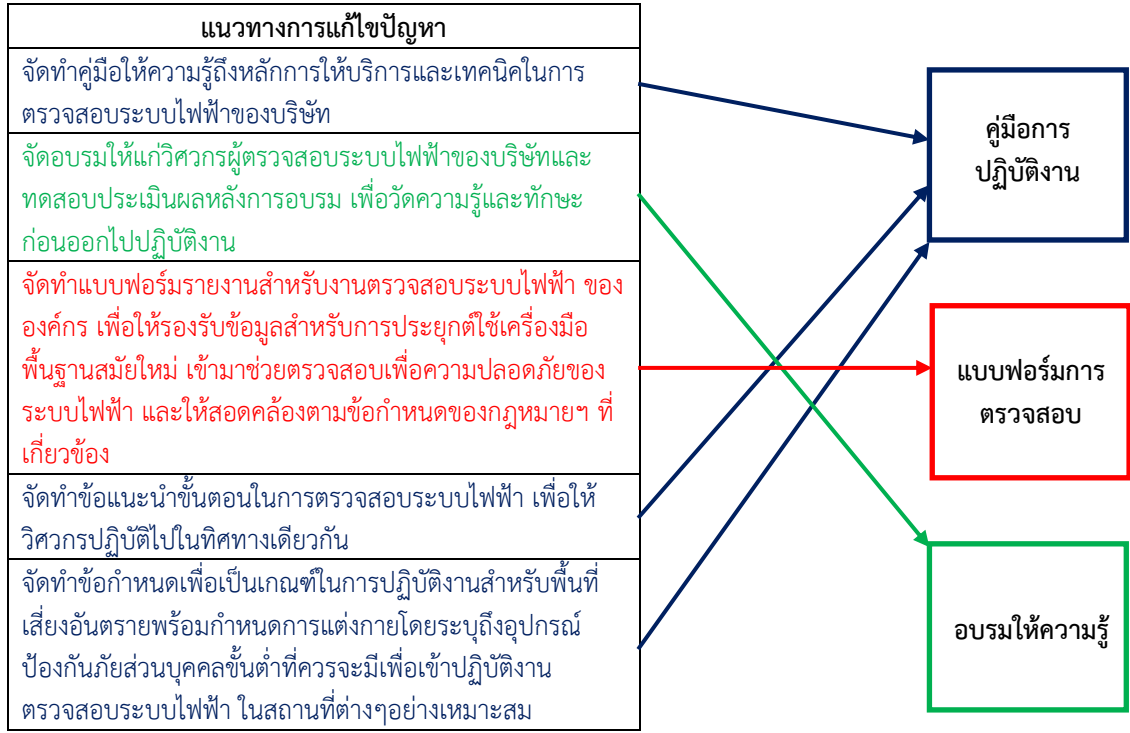 แนวทางการแก้ไขปัญหา
จัดทำคู่มือให้ความรู้ถึงหลักการให้บริการและเทคนิคในการ
ตรวจสอบระบบไฟฟ้าของบริษัท
จัดอบรมให้แก่วิศวกรผู้ตรวจสอบระบบไฟฟ้าของบริษัทและ
ทดสอบประเมินผลหลังการอบรม เพื่อวัดความรู้และทักษะ
ก่อนออกไปปฏิบัติงาน
จัดทำแบบฟอร์มรายงานสำหรับงานตรวจสอบระบบไฟฟ้า ของ
องค์กร เพื่อให้รองรับข้อมูลสำหรับการประยุกต์ใช้เครื่องมือ
พื้นฐานสมัยใหม่ เข้ามาช่วยตรวจสอบเพื่อความปลอดภัยของ
ระบบไฟฟ้า และให้สอดคล้องตามข้อกำหนดของกฎหมายฯ ที่
เกี่ยวข้อง
จัดทำข้อแนะนำขั้นตอนในการตรวจสอบระบบไฟฟ้า เพื่อให้
วิศวกรปฏิบัติไปในทิศทางเดียวกัน
จัดทำข้อกำหนดเพื่อเป็นเกณฑ์ในการปฏิบัติงานสำหรับพื้นที่
เสี่ยงอันตรายพร้อมกำหนดการแต่งกายโดยระบุถึงอุปกรณ์
ป้องกันภัยส่วนบุคคลขั้นต่ำที่ควรจะมีเพื่อเข้าปฏิบัติงาน
ตรวจสอบระบบไฟฟ้า ในสถานที่ต่างๆอย่างเหมาะสม
คู่มือการ
ปฏิบัติงาน
แบบฟอร์มการ
ตรวจสอบ
อบรมให้ความรู้